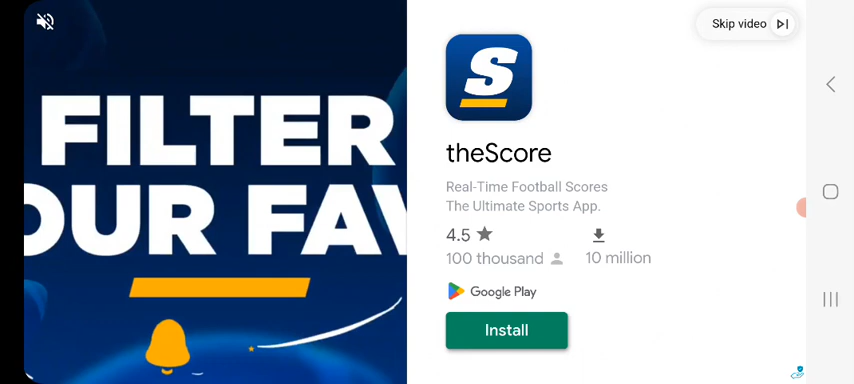 FILTER
OUR FAV
Skip video
S
theScore
Real-Time Football Scores
The Ultimate Sports App.
4.5
100 thousand
10 million
Google Play
Install